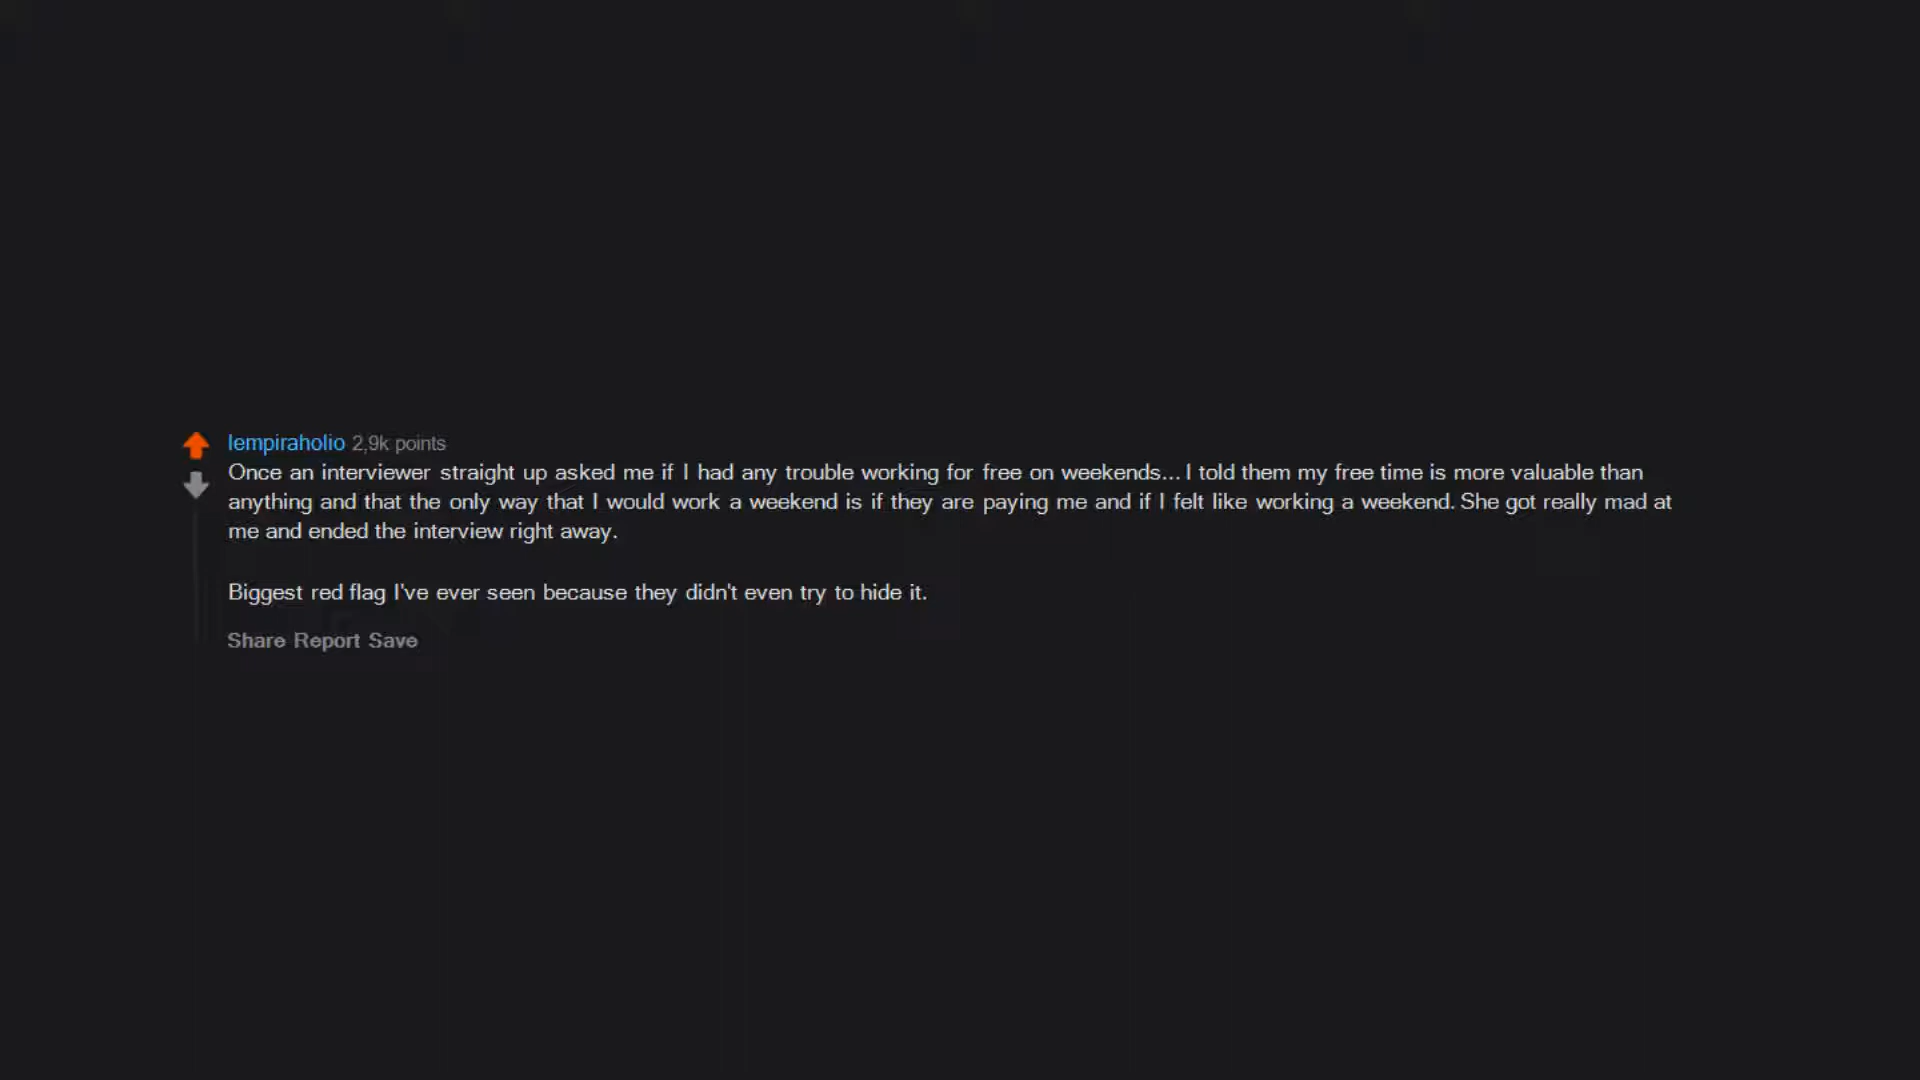 lempiraholio 2,9k points
Once an interviewer straight up asked me if I had any trouble working for free on weekends... I told them my free time is more valuable than
anything and that the only way that I would work a weekend is if they are paying me and if I felt like working a weekend. She got really mad at
me and ended the interview right away.
Biggest red flag I've ever seen because they didn't even try to hide it.
Share Report Save